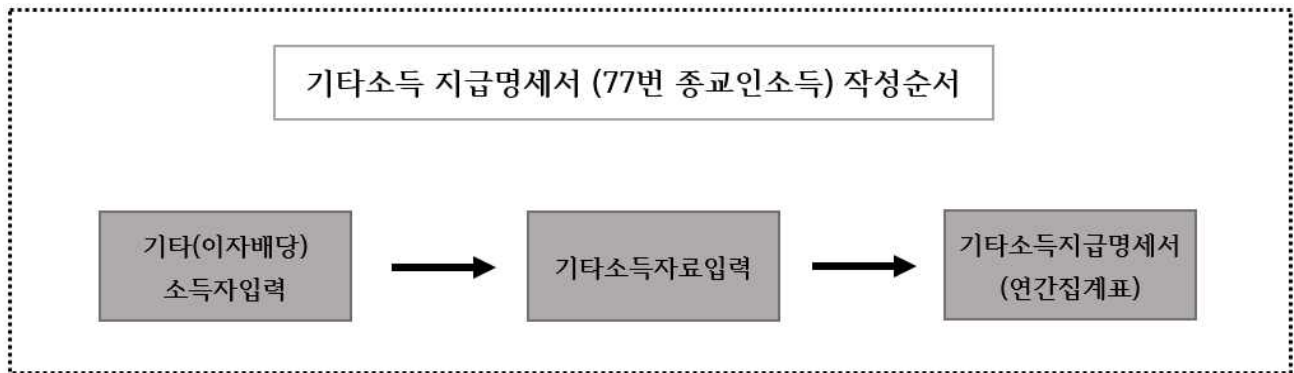 기타소득 지급명세서 (77번 종교인소득) 작성순서
기타(이자배당)
소득자입력
기타소득자료입력
기타소득지급명세서
(연간집계표)